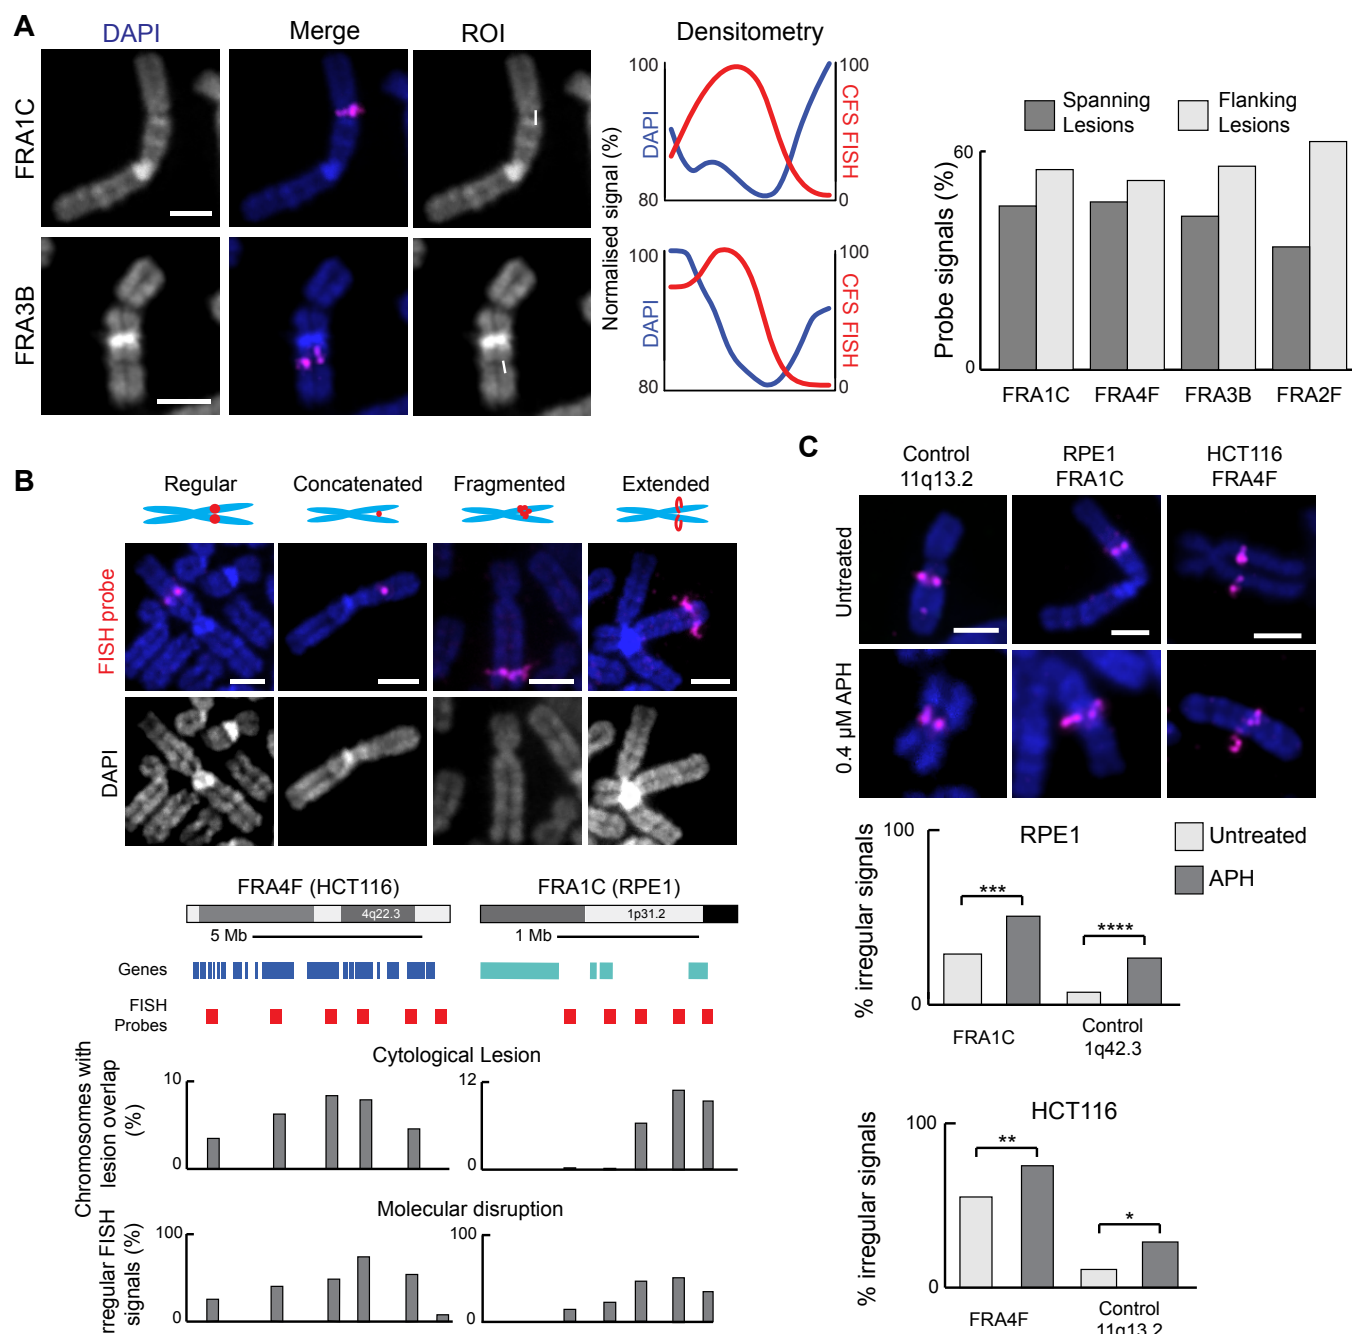 A
DAPI
Merge
ROI
Densitometry
FRA1C
FRA3B
Normalised signal (%)
100
DAPI
80
100
CFS FISH
0
100
DAPI
80
100
CFS FISH
0
Spanning
Lesions
Flanking
Lesions
Probe signals (%)
60
0
FRA1C
FRA4F
FRA3B
FRA2F
B
Regular
Concatenated
Fragmented
Extended
FISH probe
DAPI
FRA4F (HCT116)
FRA1C (RPE1)
4q22.3
1p31.2
5 Mb
1 Mb
Genes
FISH
Probes
Cytological Lesion
Chromosomes with
lesion overlap
(%)
10
0
12
0
Molecular disruption
rregular FISH
signals (%)
100
0
100
0
C
Control
11q13.2
RPE1
FRA1C
HCT116
FRA4F
Untreated
0.4 µM APH
RPE1
Untreated
APH
% irregular signals
100
0
***
****
FRA1C
Control
1q42.3
HCT116
% irregular signals
100
0
**
*
FRA4F
Control
11q13.2